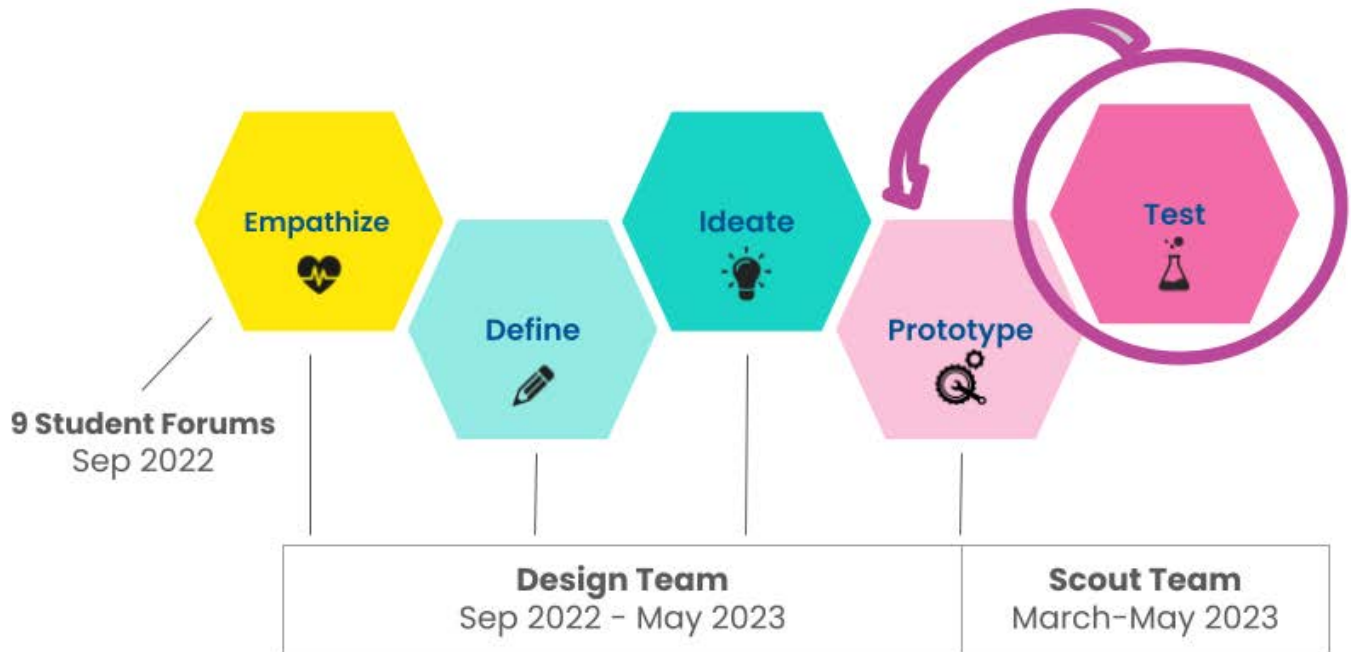 Empathize
Define
Ideate
Prototype
Test
9 Student Forums
Sep 2022
Design Team
Sep 2022 - May 2023
Scout Team
March-May 2023